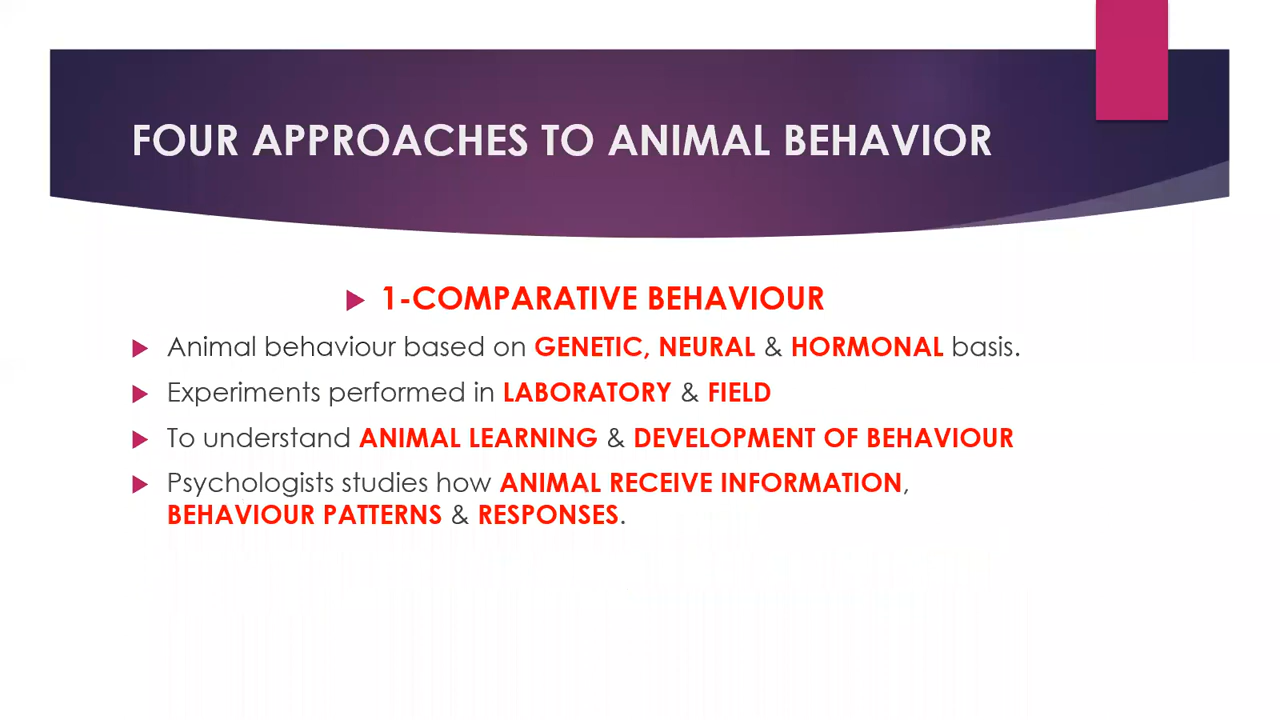 FOUR APPROACHES TO ANIMAL BEHAVIOR
1-COMPARATIVE BEHAVIOUR
Animal behaviour based on GENETIC, NEURAL & HORMONAL basis.
Experiments performed in LABORATORY & FIELD
To understand ANIMAL LEARNING & DEVELOPMENT OF BEHAVIOUR
Psychologists studies how ANIMAL RECEIVE INFORMATION,
BEHAVIOUR PATTERNS & RESPONSES.